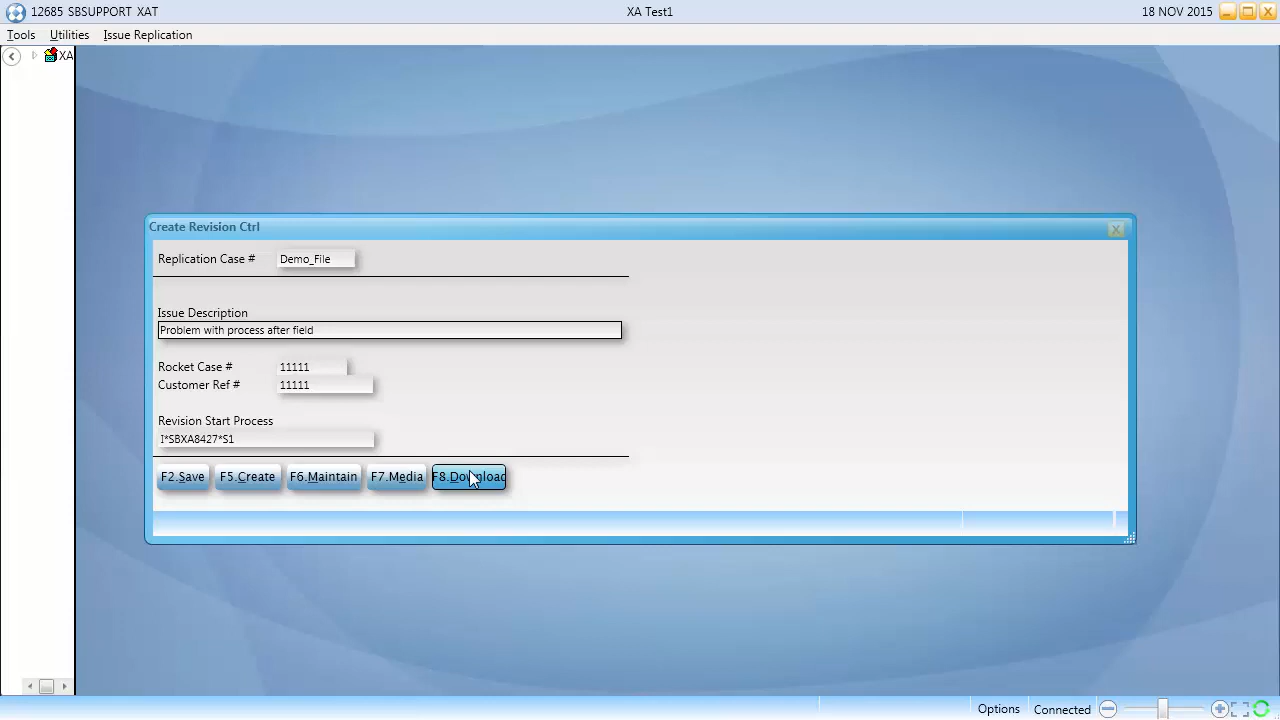 12685 SBSUPPORT XAT
XA Test1
18 NOV 2015
Tools Utilities Issue Replication
XA
Create Revision Ctrl
Replication Case # Demo_File
Issue Description
Problem with process after field
Rocket Case # 11111
Customer Ref # 11111
Revision Start Process
I*SBXA8427*S1
F2.Save F5.Create F6.Maintain F7.Media F8.Download
Options Connected